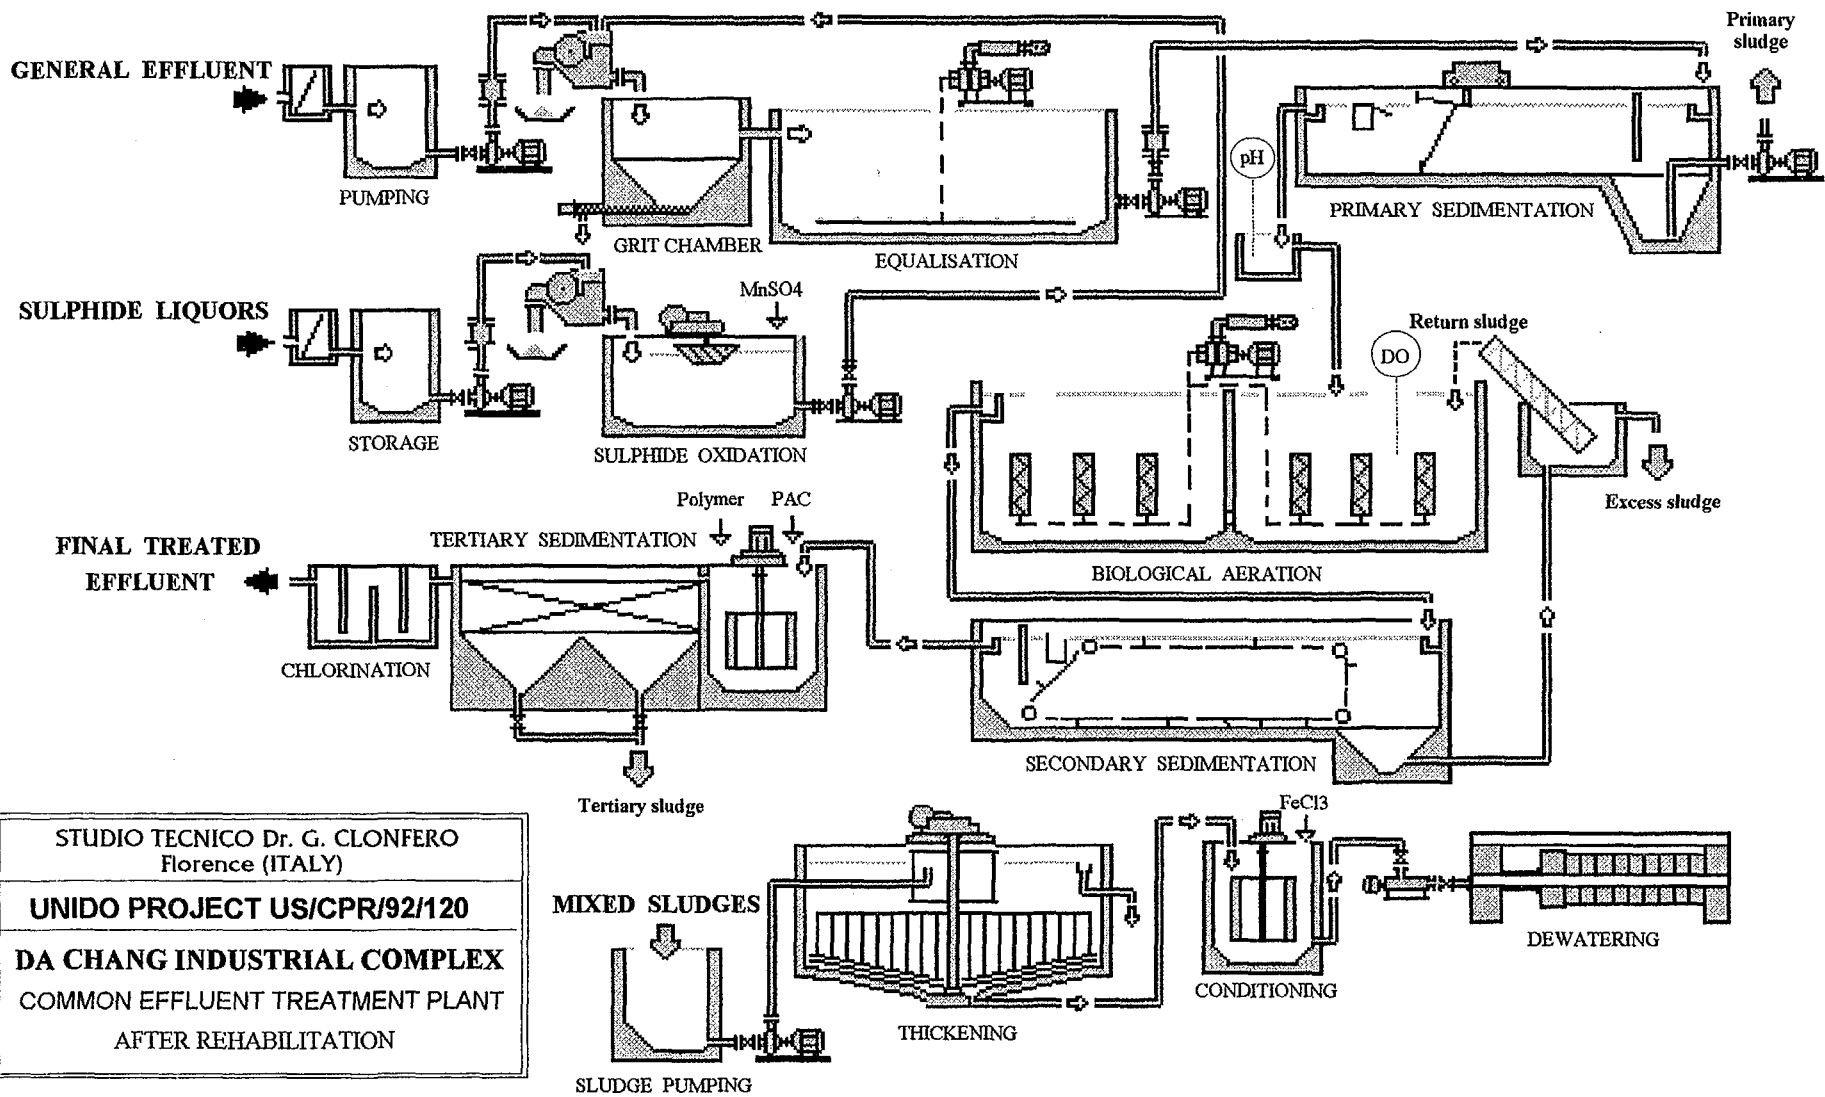 Primary
sludge
GENERAL EFFLUENT
PUMPING
GRIT CHAMBER
EQUALISATION
pH
PRIMARY SEDIMENTATION
SULPHIDE LIQUORS
MnSO4
STORAGE
SULPHIDE OXIDATION
Return sludge
DO
Excess sludge
BIOLOGICAL AERATION
Polymer PAC
TERTIARY SEDIMENTATION
FINAL TREATED
EFFLUENT
CHLORINATION
Tertiary sludge
SECONDARY SEDIMENTATION
STUDIO TECNICO Dr. G. CLONFERO
Florence (ITALY)
UNIDO PROJECT US/CPR/92/120
DA CHANG INDUSTRIAL COMPLEX
COMMON EFFLUENT TREATMENT PLANT
AFTER REHABILITATION
MIXED SLUDGES
SLUDGE PUMPING
THICKENING
FeCl3
CONDITIONING
DEWATERING